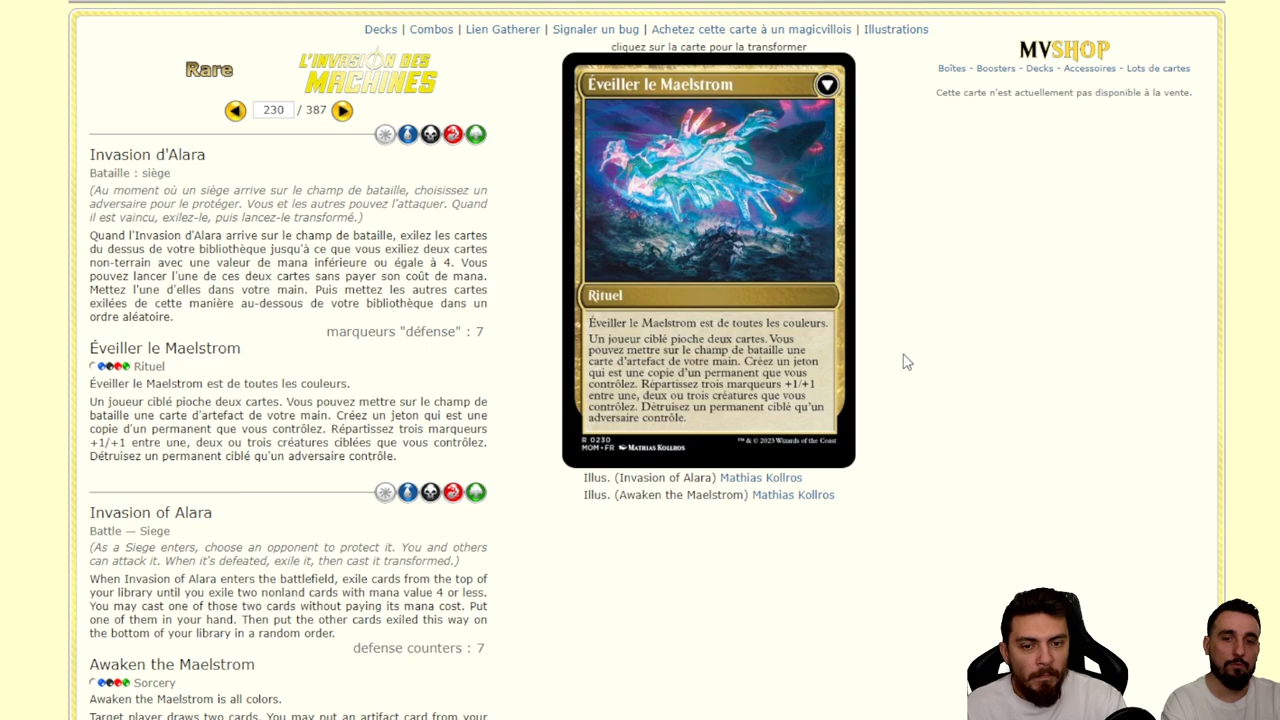 Decks | Combos | Lien Gatherer | Signaler un bug | Achetez cette carte à un magicvillois | Illustrations
cliquez sur la carte pour la transformer
Rare
L'INVASION DES
MACHINES
230 / 387
Invasion d'Alara
Bataille : siège
(Au moment où un siège arrive sur le champ de bataille, choisissez un
adversaire pour le protéger. Vous et les autres pouvez l'attaquer. Quand
il est vaincu, exilez-le, puis lancez-le transformé.)
Quand l'Invasion d'Alara arrive sur le champ de bataille, exilez les cartes
du dessus de votre bibliothèque jusqu'à ce que vous exiliez deux cartes
non-terrain avec une valeur de mana inférieure ou égale à 4. Vous
pouvez lancer l'une de ces deux cartes sans payer son coût de mana.
Mettez l'une d'elles dans votre main. Puis mettez les autres cartes
exilées de cette manière au-dessous de votre bibliothèque dans un
ordre aléatoire.
marqueurs "défense" : 7
Éveiller le Maelstrom
Rituel
Éveiller le Maelstrom est de toutes les couleurs.
Un joueur ciblé pioche deux cartes. Vous pouvez mettre sur le champ de
bataille une carte d'artefact de votre main. Créez un jeton qui est une
copie d'un permanent que vous contrôlez. Répartissez trois marqueurs
+1/+1 entre une, deux ou trois créatures ciblées que vous contrôlez.
Détruisez un permanent ciblé qu'un adversaire contrôle.
Invasion of Alara
Battle — Siege
(As a Siege enters, choose an opponent to protect it. You and others
can attack it. When it's defeated, exile it, then cast it transformed.)
When Invasion of Alara enters the battlefield, exile cards from the top of
your library until you exile two nonland cards with mana value 4 or less.
You may cast one of those two cards without paying its mana cost. Put
one of them in your hand. Then put the other cards exiled this way on
the bottom of your library in a random order.
defense counters : 7
Awaken the Maelstrom
Sorcery
Awaken the Maelstrom is all colors.
Target player draws two cards. You may put an artifact card from your
Éveiller le Maelstrom
Rituel
Éveiller le Maelstrom est de toutes les couleurs.
Un joueur ciblé pioche deux cartes. Vous
pouvez mettre sur le champ de bataille une
carte d'artefact de votre main. Créez un jeton
qui est une copie d'un permanent que vous
contrôlez. Répartissez trois marqueurs +1/+1
entre une, deux ou trois créatures que vous
contrôlez. Détruisez un permanent ciblé qu'un
adversaire contrôle.
R 0230
MOM • FR MATHIAS KOLLROS
™ & © 2023 Wizards of the Coast
Illus. (Invasion of Alara) Mathias Kollros
Illus. (Awaken the Maelstrom) Mathias Kollros
MVSHOP
Boîtes - Boosters - Decks - Accessoires - Lots de cartes
Cette carte n'est actuellement pas disponible à la vente.